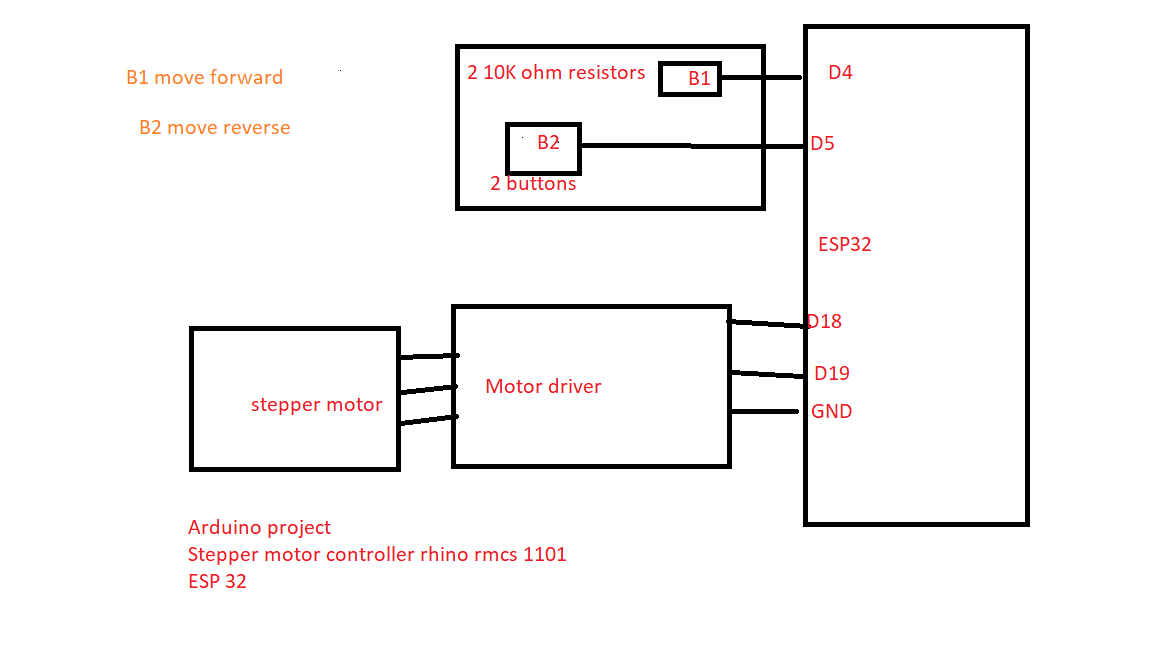 B1 move forward
B2 move reverse
2 10K ohm resistors
B1
B2
2 buttons
D4
D5
ESP32
D18
D19
GND
Motor driver
stepper motor
Arduino project
Stepper motor controller rhino rmcs 1101
ESP 32